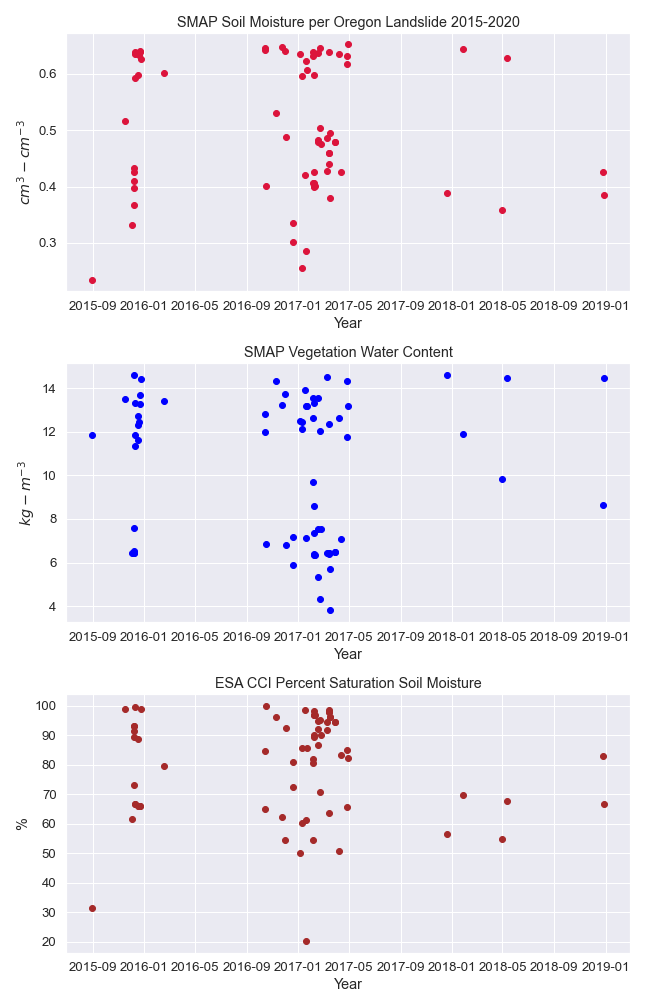 SMAP Soil Moisture per Oregon Landslide 2015-2020
0.6
0.5
0.4
0.3
cm³ − cm⁻³
2015-09 2016-01 2016-05 2016-09 2017-01 2017-05 2017-09 2018-01 2018-09 2019-01
Year
SMAP Vegetation Water Content
14
12
10
8
6
4
kg − m⁻³
2015-09 2016-01 2016-05 2016-09 2017-01 2017-05 2017-09 2018-01 2018-05 2018-09 2019-01
Year
ESA CCI Percent Saturation Soil Moisture
100
90
80
70
60
50
40
30
20
%
2015-09 2016-01 2016-05 2016-09 2017-01 2017-05 2017-09 2018-01 2018-05 2018-09 2019-01
Year